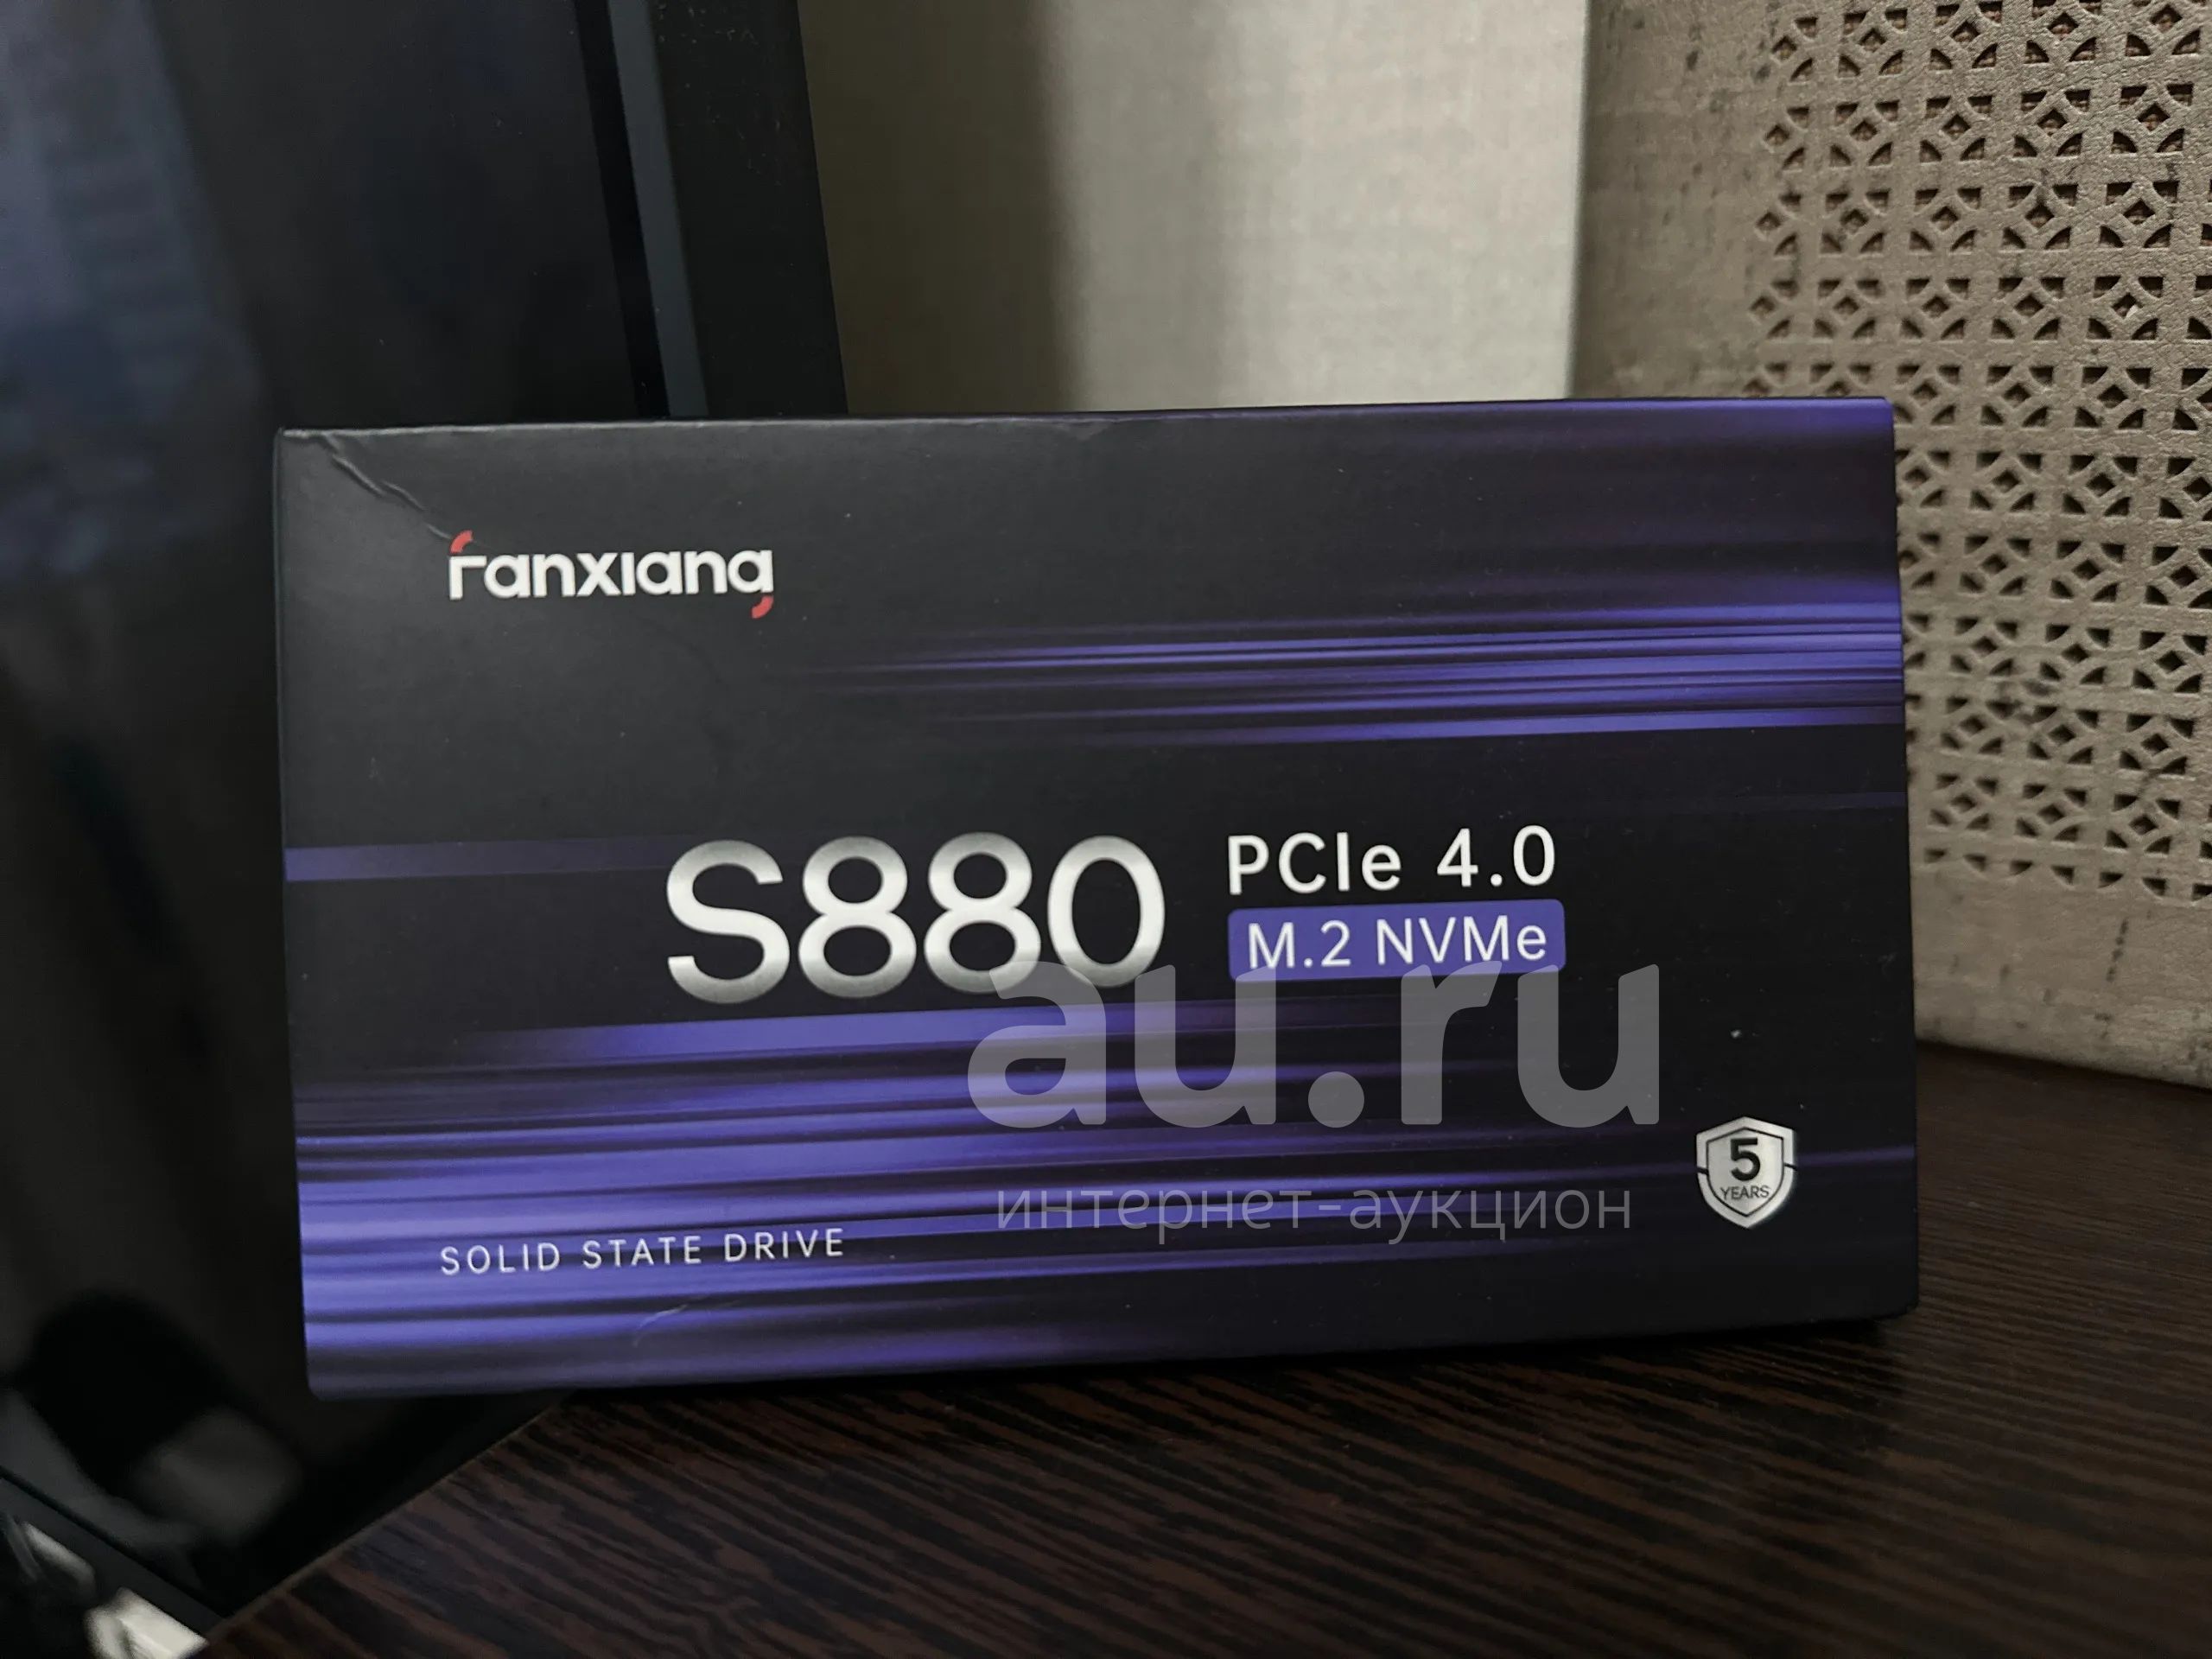 fanxiang
S880
PCIe 4.0
M.2 NVMe
au.ru
интернет-аукцион
5
YEARS
SOLID STATE DRIVE